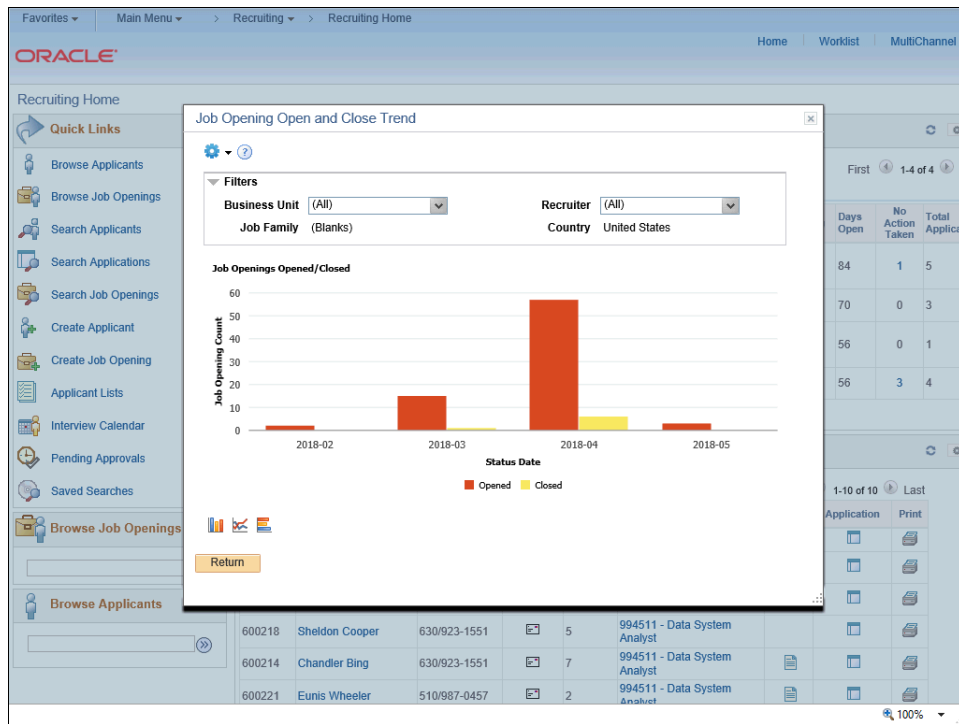 Favorites Main Menu > Recruiting > Recruiting Home
Home Worklist MultiChannel
ORACLE
Recruiting Home
Quick Links
Browse Applicants
Browse Job Openings
Search Applicants
Search Applications
Search Job Openings
Create Applicant
Create Job Opening
Applicant Lists
Interview Calendar
Pending Approvals
Saved Searches
Browse Job Openings
Browse Applicants
Job Opening Open and Close Trend
Filters
Business Unit (All) Recruiter (All)
Job Family (Blanks) Country United States
Job Openings Opened/Closed
Job Opening Count
60
50
40
30
20
10
0
2018-02 2018-03 2018-04 2018-05
Status Date
Opened Closed
Return
First 1-4 of 4
Days Open No Action Taken Total Applica
84 1 5
70 0 3
56 0 1
56 3 4
1-10 of 10 Last
Application Print
600218 Sheldon Cooper 630/923-1551 5 994511 - Data System Analyst
600214 Chandler Bing 630/923-1551 7 994511 - Data System Analyst
600221 Eunis Wheeler 510/987-0457 2 994511 - Data System Analyst
100%